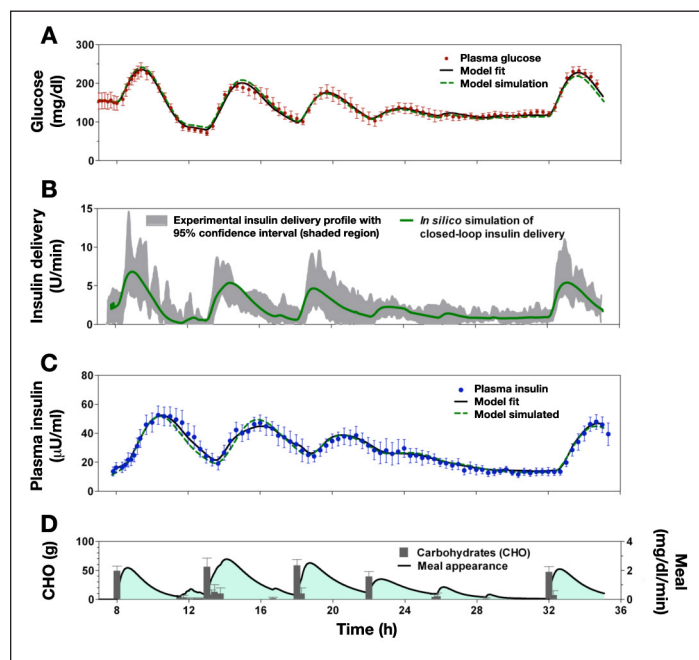 A
300
200
100
0
Glucose
(mg/dl)
Plasma glucose
Model fit
Model simulation
B
15
10
5
0
Insulin delivery
(U/min)
Experimental insulin delivery profile with
95% confidence interval (shaded region)
In silico simulation of
closed-loop insulin delivery
C
80
60
40
20
0
Plasma insulin
(µU/ml)
Plasma insulin
Model fit
Model simulated
D
100
50
0
CHO (g)
Carbohydrates (CHO)
Meal appearance
4
2
0
Meal
(mg/dl/min)
8 12 16 20 24 28 32 36
Time (h)